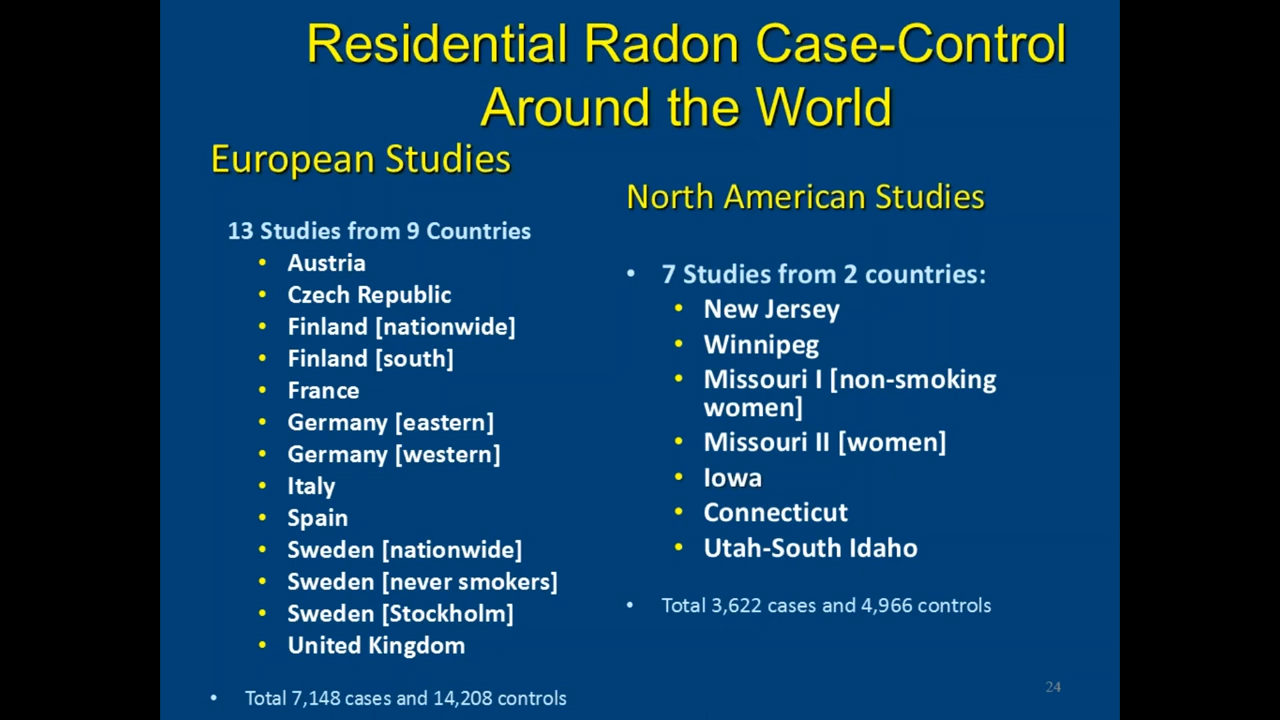 Residential Radon Case-Control
Around the World
European Studies
13 Studies from 9 Countries
• Austria
• Czech Republic
• Finland [nationwide]
• Finland [south]
• France
• Germany [eastern]
• Germany [western]
• Italy
• Spain
• Sweden [nationwide]
• Sweden [never smokers]
• Sweden [Stockholm]
• United Kingdom
• Total 7,148 cases and 14,208 controls
North American Studies
• 7 Studies from 2 countries:
• New Jersey
• Winnipeg
• Missouri I [non-smoking
women]
• Missouri II [women]
• Iowa
• Connecticut
• Utah-South Idaho
• Total 3,622 cases and 4,966 controls
24